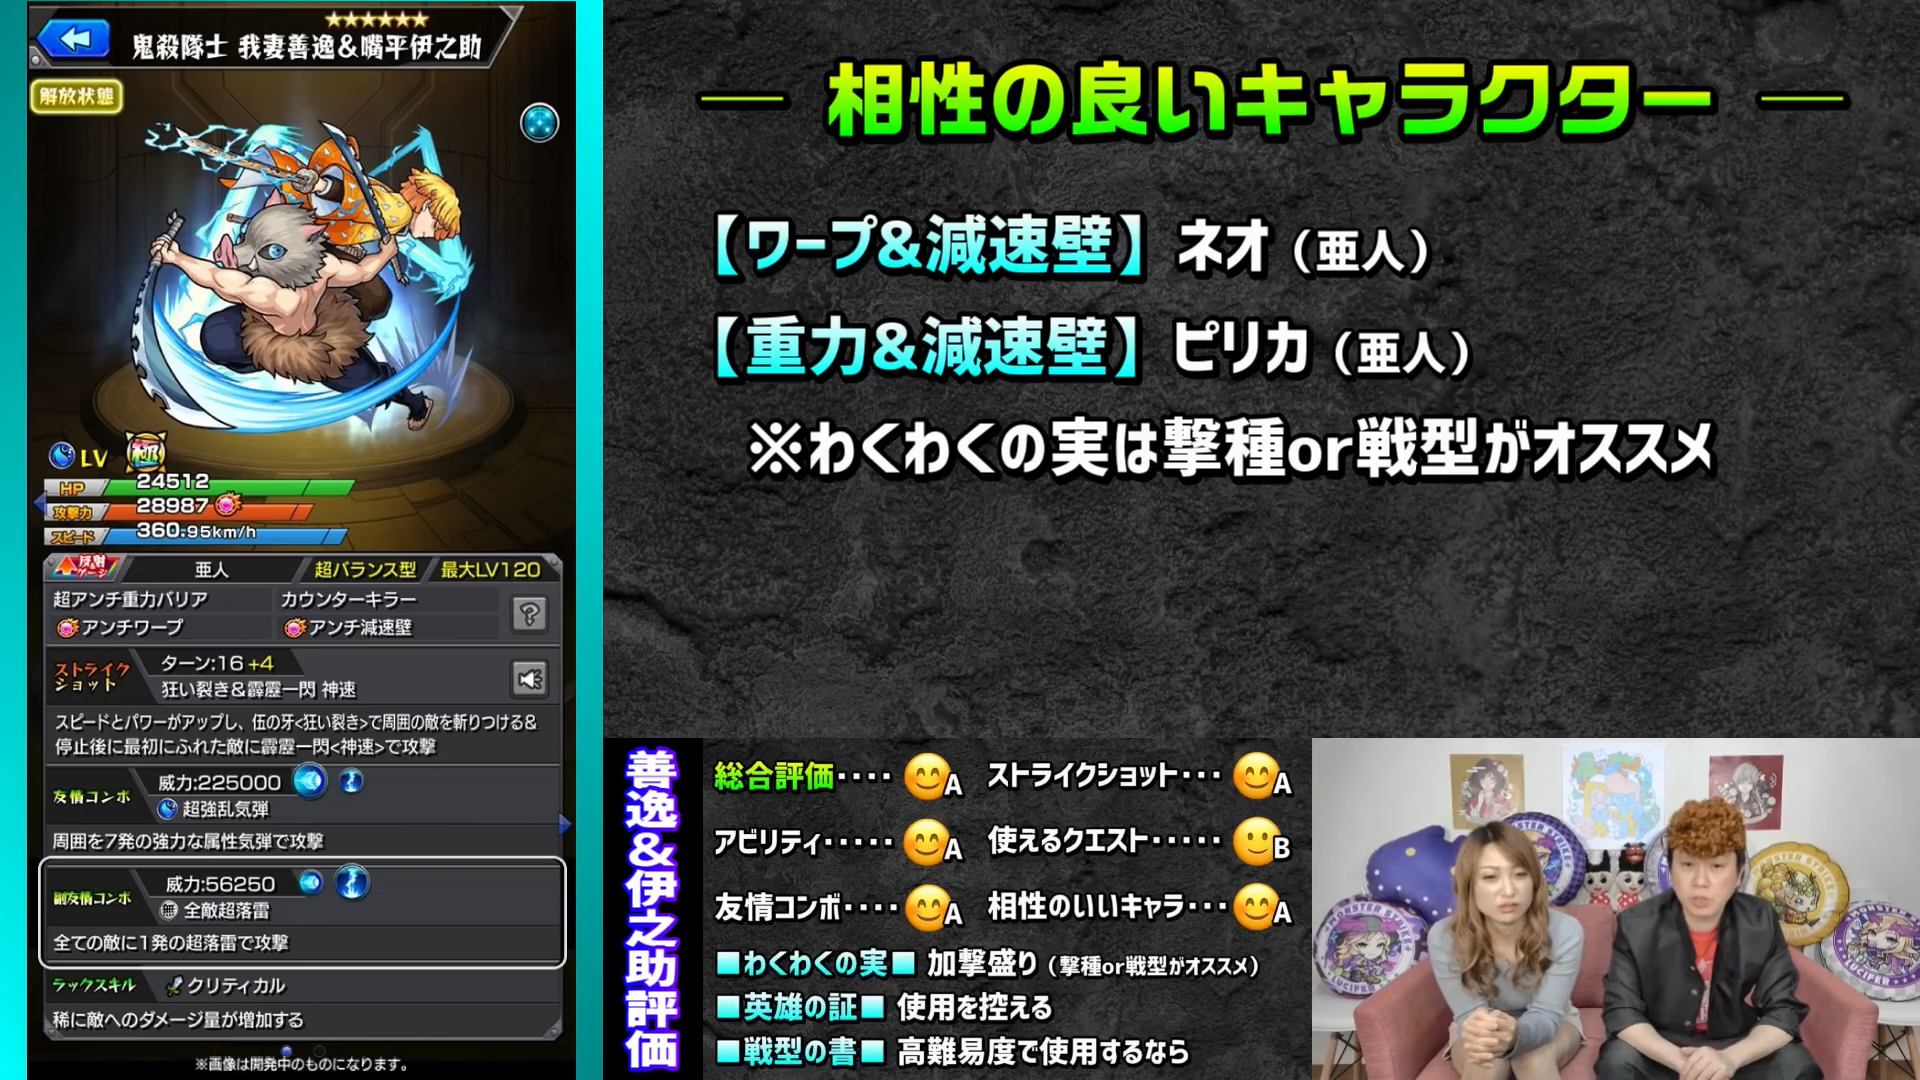 鬼殺隊士 我妻善逸&嘴平伊之助
解放状態
LV 極
HP 24512
攻撃力 28987
スピード 360.95km/h
反射 ゲージ 亜人 超バランス型 最大LV120
超アンチ重力バリア カウンターキラー
アンチワープ アンチ減速壁
?
ストライクショット ターン:16+4
狂い裂き&霹靂一閃 神速
スピードとパワーがアップし、伍の牙<狂い裂き>で周囲の敵を斬りつける&
停止後に最初にふれた敵に霹靂一閃<神速>で攻撃
友情コンボ 威力:225000
超強乱気弾
周囲を7発の強力な属性気弾で攻撃
副友情コンボ 威力:56250
全敵超落雷
全ての敵に1発の超落雷で攻撃
ラックスキル クリティカル
稀に敵へのダメージ量が増加する
※画像は開発中のものになります。
― 相性の良いキャラクター ―
【ワープ&減速壁】ネオ(亜人)
【重力&減速壁】ピリカ(亜人)
※わくわくの実は撃種or戦型がオススメ
善逸&伊之助評価
総合評価‥‥ A ストライクショット‥・ A
アビリティ‥‥・ A 使えるクエスト‥‥・ B
友情コンボ‥‥ A 相性のいいキャラ‥・ A
■わくわくの実■ 加撃盛り(撃種or戦型がオススメ)
■英雄の証■ 使用を控える
■戦型の書■ 高難易度で使用するなら
MONSTER STRIKE
LUCIFER
MONSTER STRIKE
LUCIFER